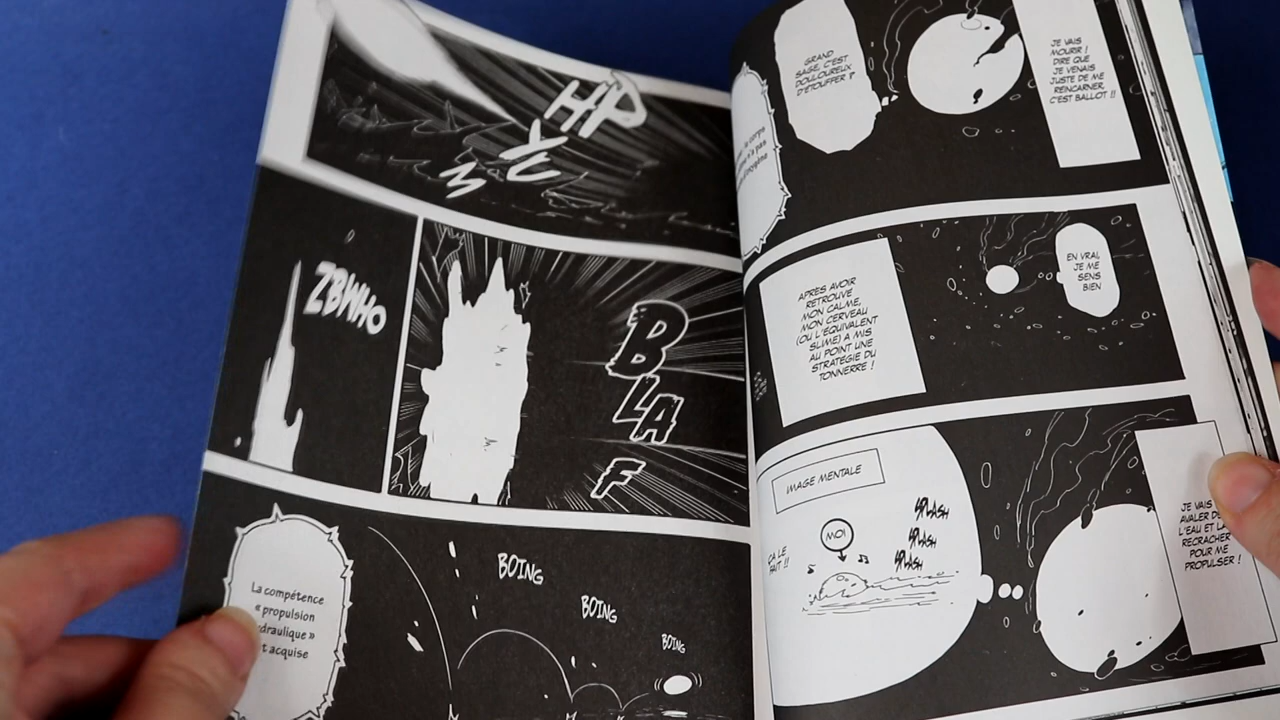 JE VAIS
MOURIR !
DIRE QUE
JE VENAIS
JUSTE DE ME
RÉINCARNER,
C'EST BALLOT !!
GRAND
SAGE, C'EST
DOULOUREUX
D'ÉTOUFFER ?
le corps
n'a pas
EN VRAI,
JE ME
SENS
BIEN
APRÈS AVOIR
RETROUVÉ
MON CALME,
MON CERVEAU
(OU L'ÉQUIVALENT
SLIME) A MIS
AU POINT UNE
STRATÉGIE DU
TONNERRE !
JE VAIS
AVALER
L'EAU ET LA
RECRACHER
POUR ME
PROPULSER !
IMAGE MENTALE
SPLASH
SPLASH
SPLASH
MOI
ÇA LE
FAIT !!
HP
YU
M
B
LA
F
ZBWHO
BOING
BOING
BOING
La compétence
« propulsion
draulique »
t acquise